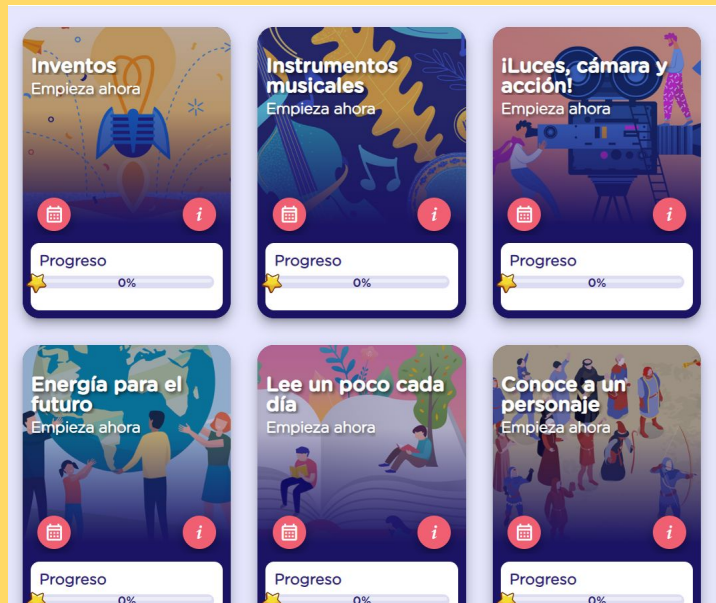 Inventos
Empieza ahora
i
Progreso
0%
Instrumentos
musicales
Empieza ahora
i
Progreso
0%
¡Luces, cámara y
acción!
Empieza ahora
i
Progreso
0%
Energía para el
futuro
Empieza ahora
i
Progreso
0%
Lee un poco cada
día
Empieza ahora
i
Progreso
0%
Conoce a un
personaje
Empieza ahora
i
Progreso
0%